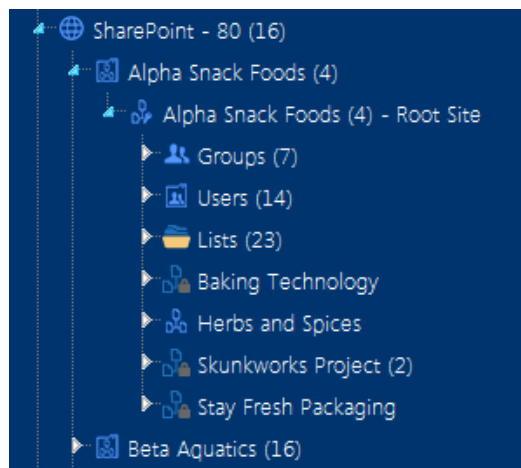 SharePoint - 80 (16)
Alpha Snack Foods (4)
Alpha Snack Foods (4) - Root Site
Groups (7)
Users (14)
Lists (23)
Baking Technology
Herbs and Spices
Skunkworks Project (2)
Stay Fresh Packaging
Beta Aquatics (16)